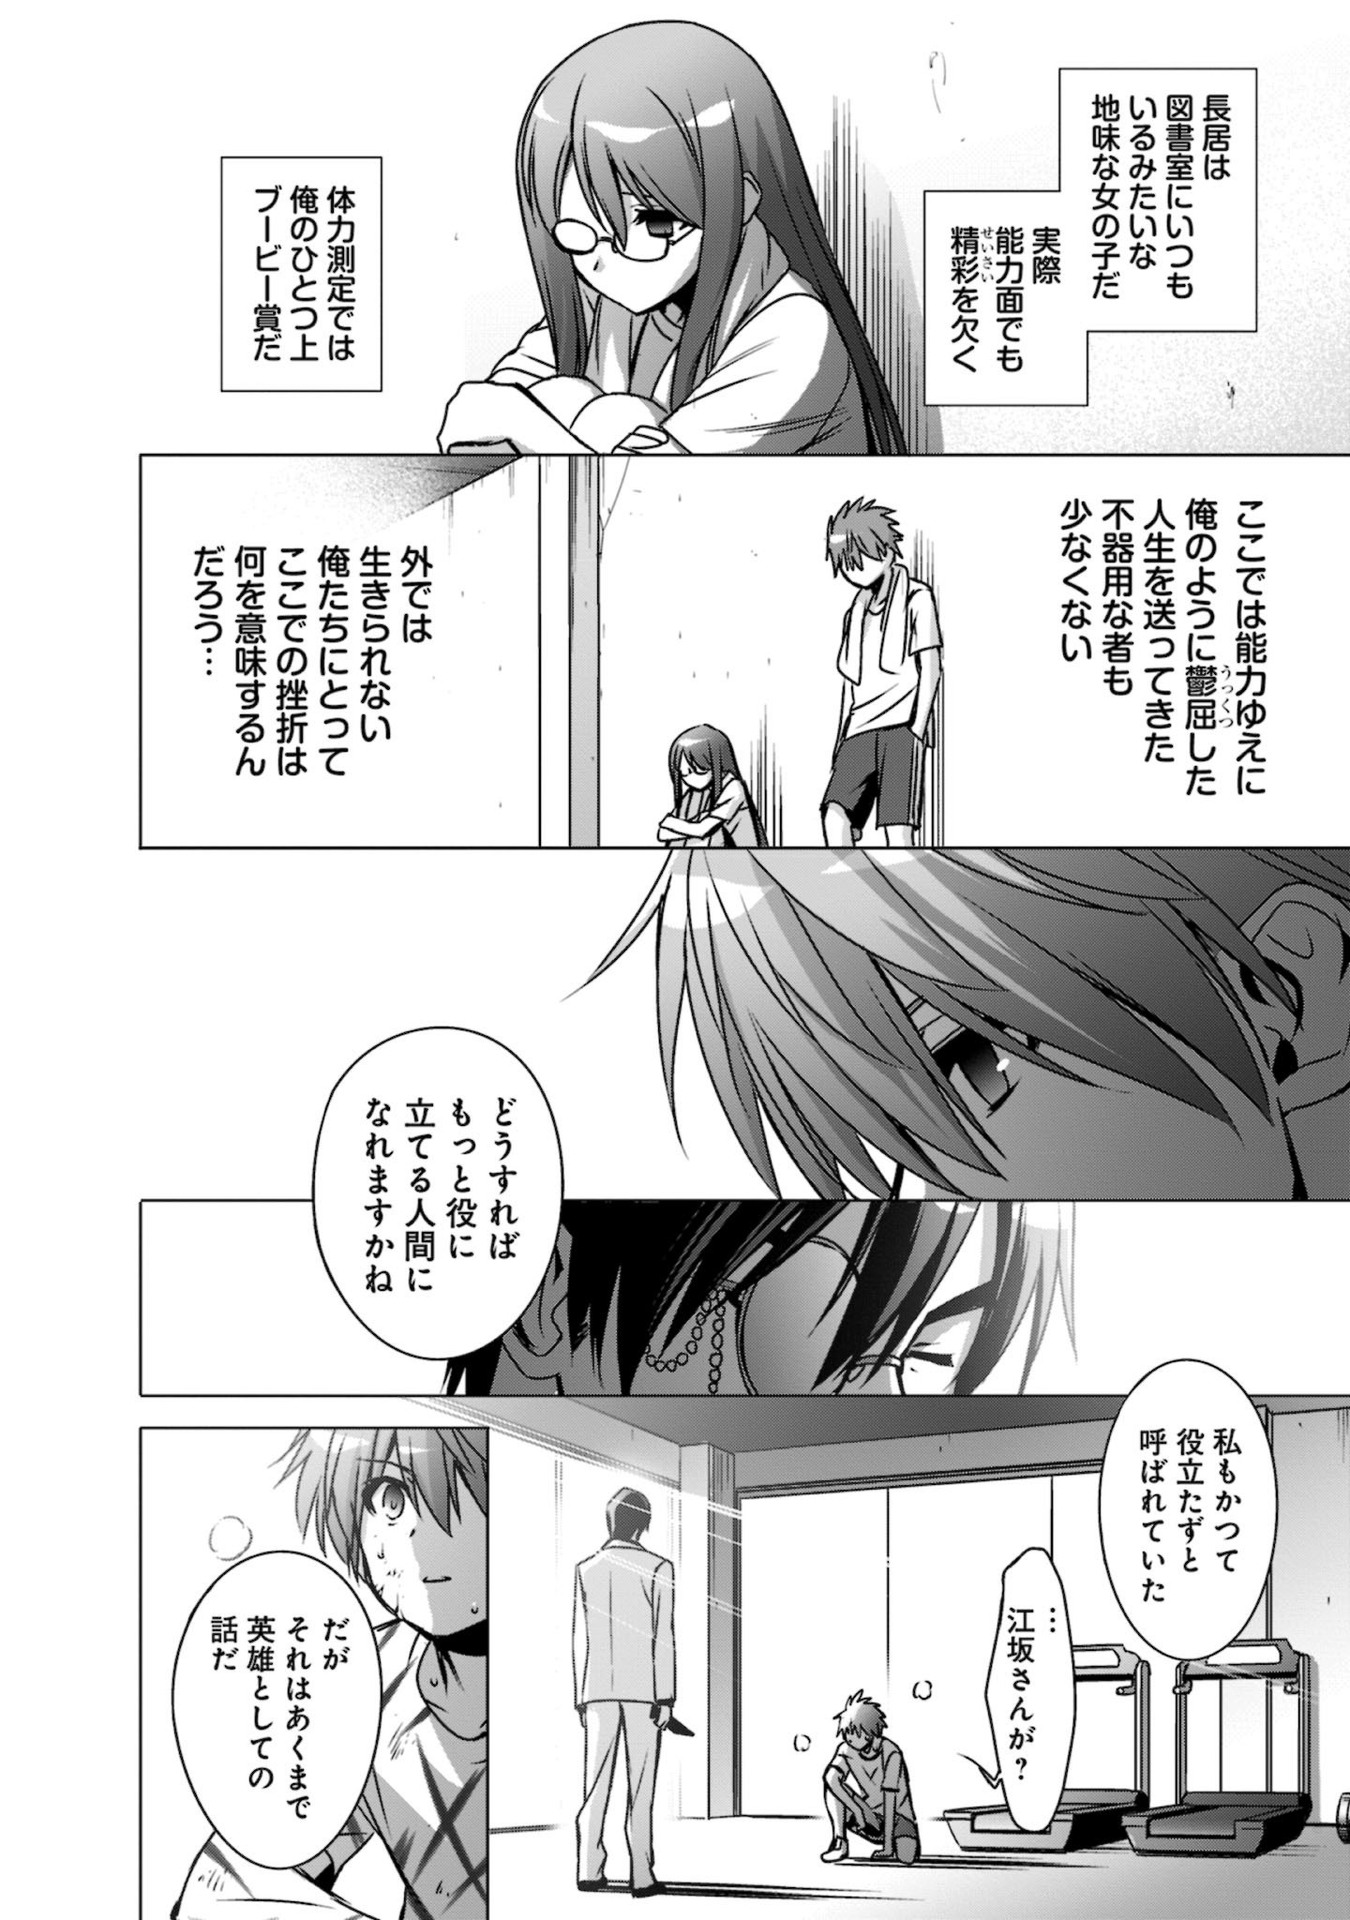 長居は
図書室にいつも
いるみたいな
地味な女の子だ
実際
能力面でも
精彩を欠く
せいさい
体力測定では
俺のひとつ上
ブービー賞だ
ここでは能力ゆえに
俺のように鬱屈した
うっくつ
人生を送ってきた
不器用な者も
少なくない
外では
生きられない
俺たちにとって
ここでの挫折は
何を意味するん
だろう…
どうすれば
もっと役に
立てる人間に
なれますかね
私もかつて
役立たずと
呼ばれていた
…
江坂さんが?
だが
それはあくまで
英雄としての
話だ